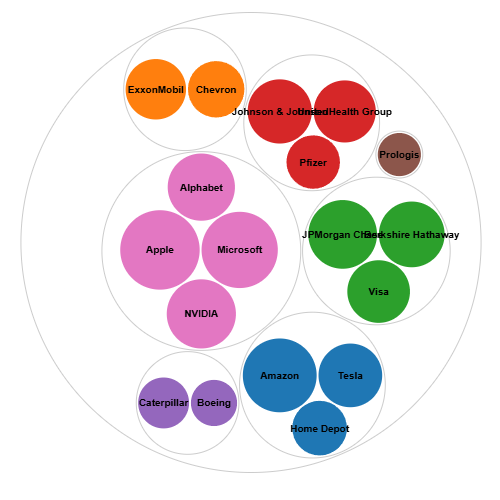 ExxonMobil
Chevron
Johnson & Johnson
UnitedHealth Group
Pfizer
Prologis
Alphabet
Apple
Microsoft
NVIDIA
JPMorgan Chase
Berkshire Hathaway
Visa
Amazon
Tesla
Home Depot
Caterpillar
Boeing